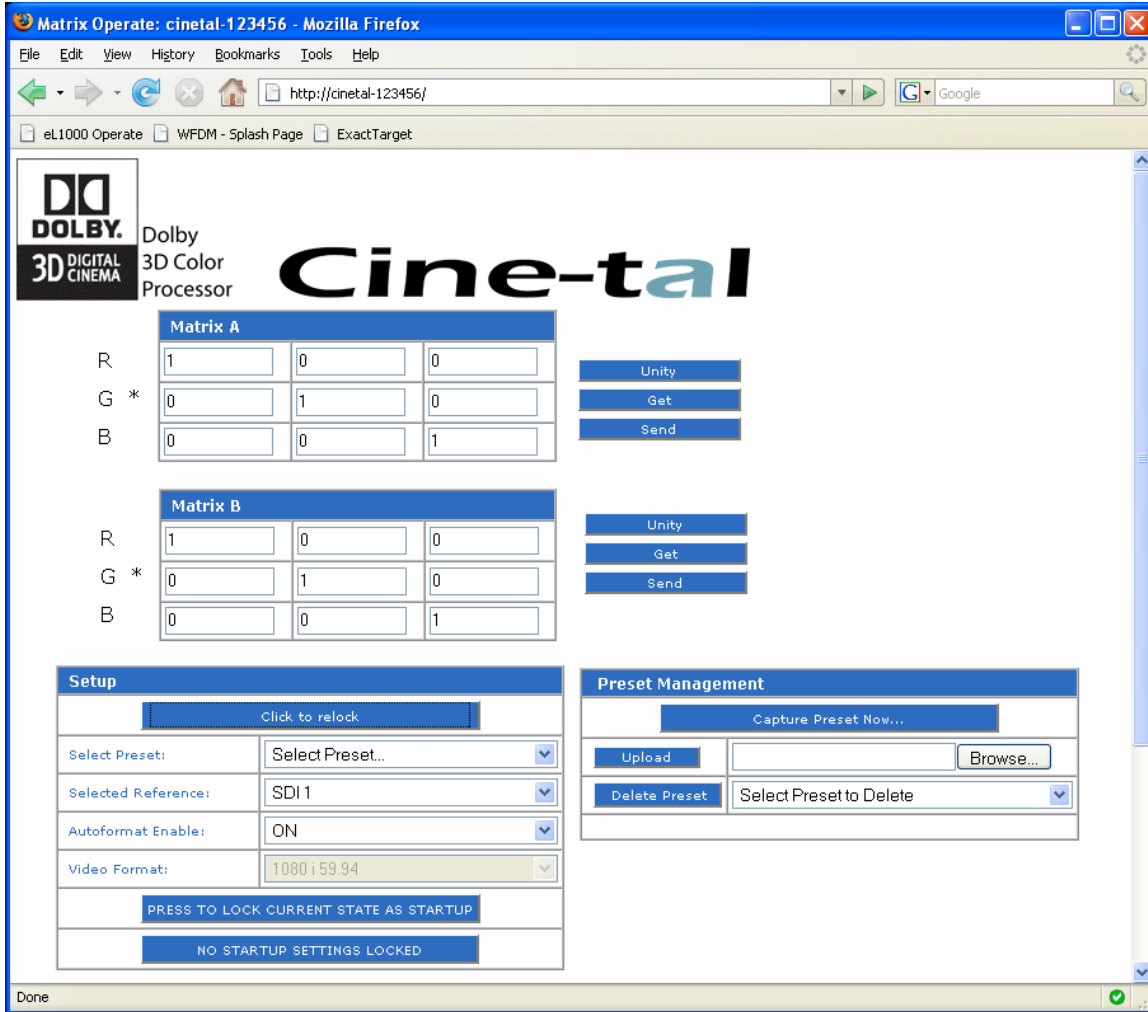 Matrix Operate: cinetal-123456 - Mozilla Firefox
File Edit View History Bookmarks Tools Help
http://cinetal-123456/ G Google
eL1000 Operate WFDM - Splash Page ExactTarget
DOLBY.
3D DIGITAL CINEMA
Dolby
3D Color
Processor
Cine-tal
Matrix A
R 1 0 0
G * 0 1 0
B 0 0 1
Unity
Get
Send
Matrix B
R 1 0 0
G * 0 1 0
B 0 0 1
Unity
Get
Send
Setup
Click to relock
Select Preset: Select Preset...
Selected Reference: SDI 1
Autoformat Enable: ON
Video Format: 1080 i 59.94
PRESS TO LOCK CURRENT STATE AS STARTUP
NO STARTUP SETTINGS LOCKED
Preset Management
Capture Preset Now...
Upload Browse...
Delete Preset Select Preset to Delete
Done